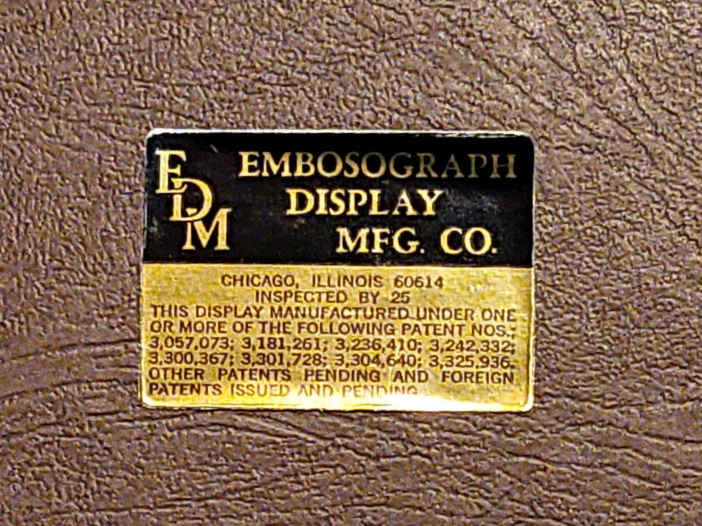 EDM
EMBOSOGRAPH
DISPLAY
MFG. CO.
CHICAGO, ILLINOIS 60614
INSPECTED BY 25
THIS DISPLAY MANUFACTURED UNDER ONE
OR MORE OF THE FOLLOWING PATENT NOS.;
3,057,073; 3,181,261; 3,236,410; 3,242,332;
3,300,367; 3,301,728; 3,304,640; 3,325,936.
OTHER PATENTS PENDING AND FOREIGN
PATENTS ISSUED AND PENDING.